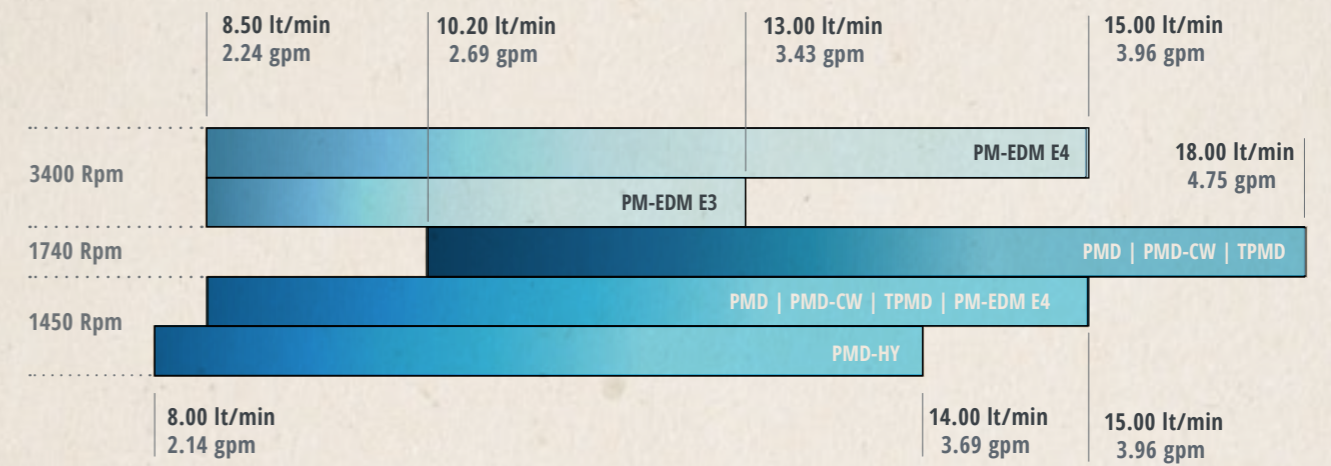 8.50 lt/min
2.24 gpm
10.20 lt/min
2.69 gpm
13.00 lt/min
3.43 gpm
15.00 lt/min
3.96 gpm
3400 Rpm
PM-EDM E4
18.00 lt/min
4.75 gpm
PM-EDM E3
1740 Rpm
PMD | PMD-CW | TPMD
1450 Rpm
PMD | PMD-CW | TPMD | PM-EDM E4
PMD-HY
8.00 lt/min
2.14 gpm
14.00 lt/min
3.69 gpm
15.00 lt/min
3.96 gpm